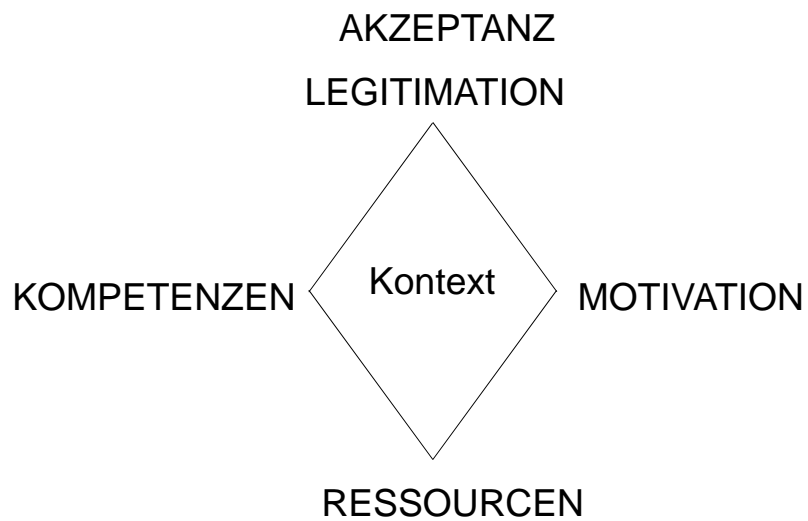 AKZEPTANZ
LEGITIMATION
Kontext
KOMPETENZEN
MOTIVATION
RESSOURCEN